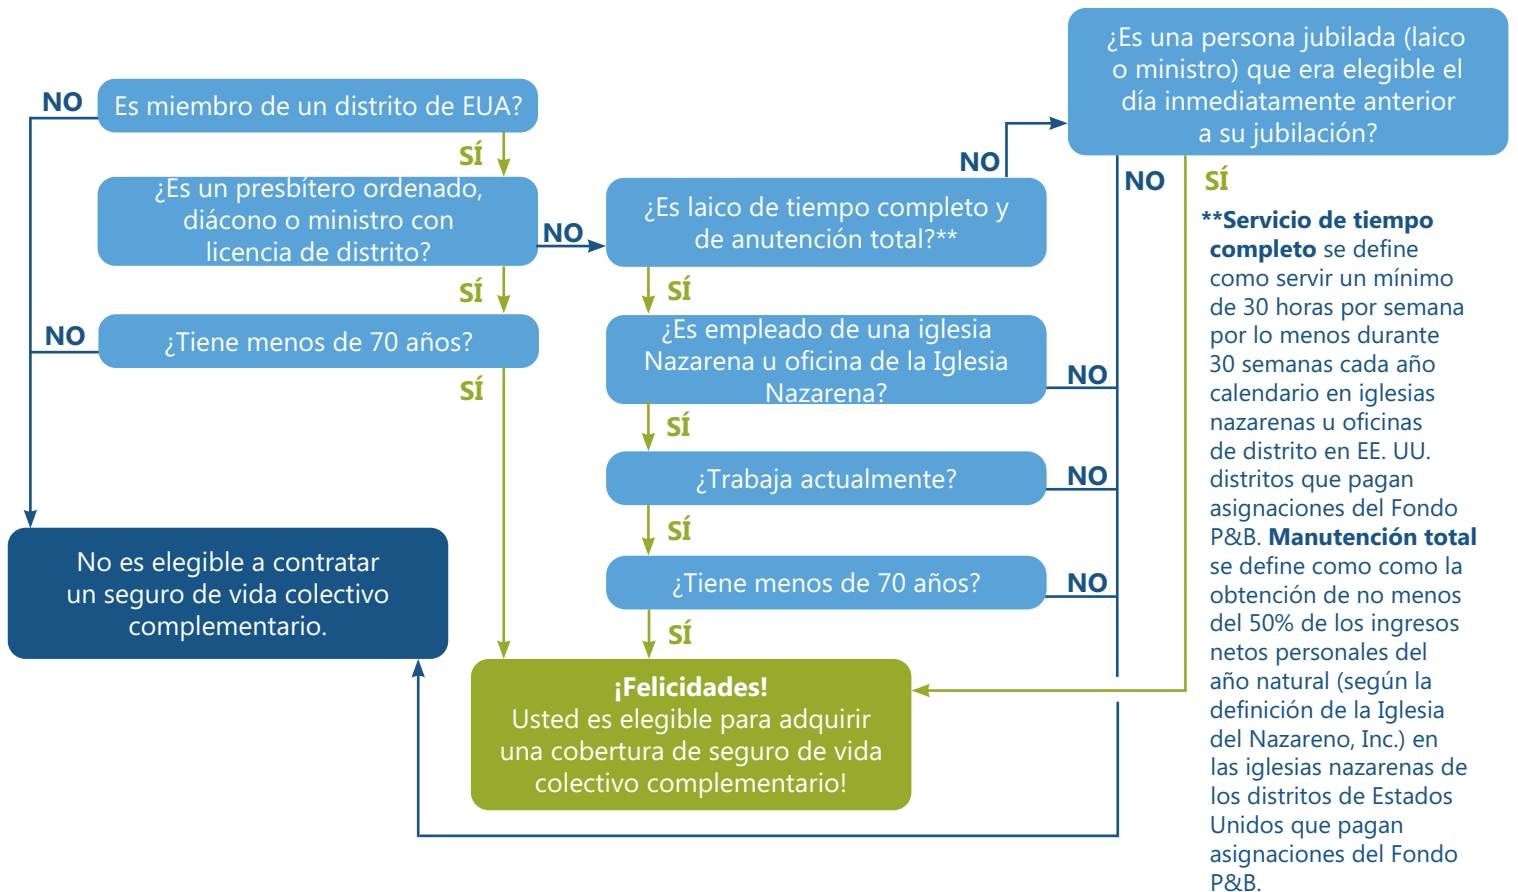 ¿Es una persona jubilada (laico
o ministro) que era elegible el
día inmediatamente anterior
a su jubilación?
NO
Es miembro de un distrito de EUA?
SÍ
¿Es un presbítero ordenado,
diácono o ministro con
licencia de distrito?
NO
¿Es laico de tiempo completo y
de anutención total?**
NO
NO
SÍ
SÍ
SÍ
NO
¿Tiene menos de 70 años?
SÍ
¿Es empleado de una iglesia
Nazarena u oficina de la Iglesia
Nazarena?
NO
SÍ
¿Trabaja actualmente?
NO
SÍ
¿Tiene menos de 70 años?
NO
SÍ
No es elegible a contratar
un seguro de vida colectivo
complementario.
¡Felicidades!
Usted es elegible para adquirir
una cobertura de seguro de vida
colectivo complementario!
**Servicio de tiempo
completo se define
como servir un mínimo
de 30 horas por semana
por lo menos durante
30 semanas cada año
calendario en iglesias
nazarenas u oficinas
de distrito en EE. UU.
distritos que pagan
asignaciones del Fondo
P&B. Manutención total
se define como como la
obtención de no menos
del 50% de los ingresos
netos personales del
año natural (según la
definición de la Iglesia
del Nazareno, Inc.) en
las iglesias nazarenas de
los distritos de Estados
Unidos que pagan
asignaciones del Fondo
P&B.